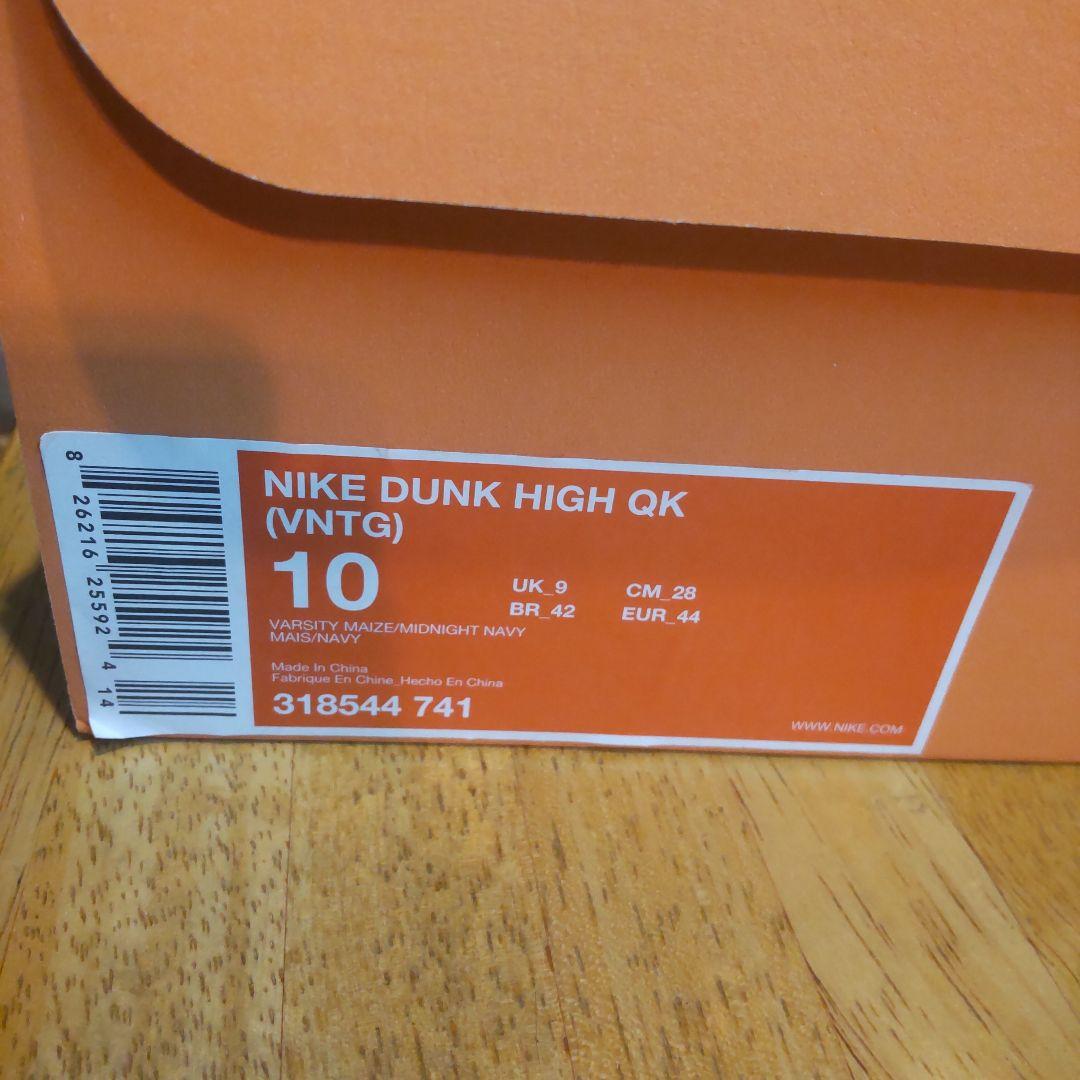 8 26216 25592 4 14
NIKE DUNK HIGH QK
(VNTG)
10
UK_9 CM_28
BR_42 EUR_44
VARSITY MAIZE/MIDNIGHT NAVY
MAIS/NAVY
Made In China
Fabrique En Chine_Hecho En China
318544 741
WWW.NIKE.COM